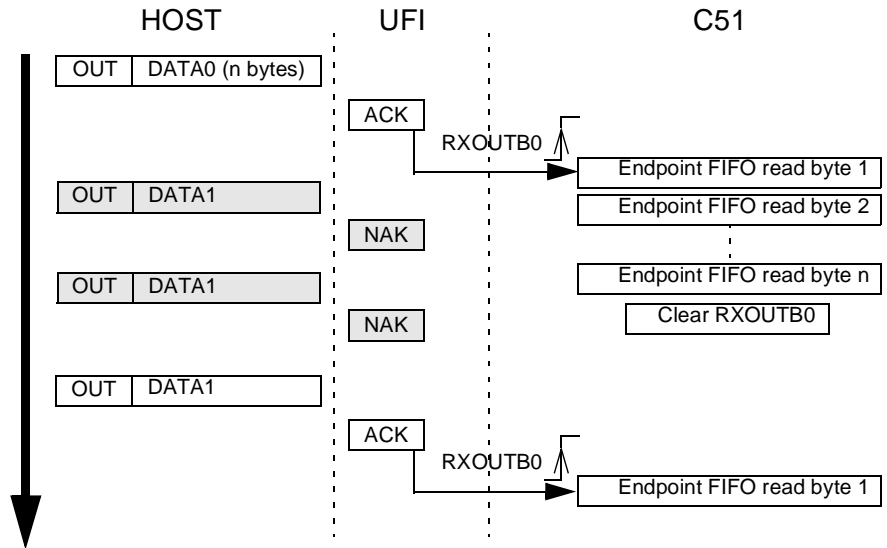 HOST UFI C51
OUT DATA0 (n bytes)
ACK
RXOUTB0
Endpoint FIFO read byte 1
OUT DATA1
Endpoint FIFO read byte 2
NAK
OUT DATA1
Endpoint FIFO read byte n
NAK
Clear RXOUTB0
OUT DATA1
ACK
RXOUTB0
Endpoint FIFO read byte 1